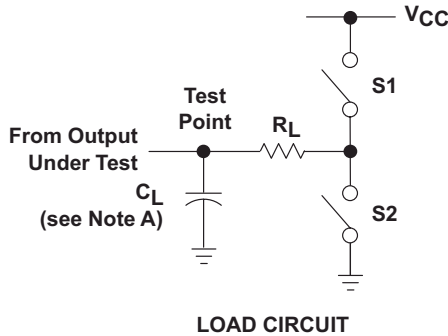 VCC
S1
Test
Point
RL
From Output
Under Test
CL
(see Note A)
S2
LOAD CIRCUIT